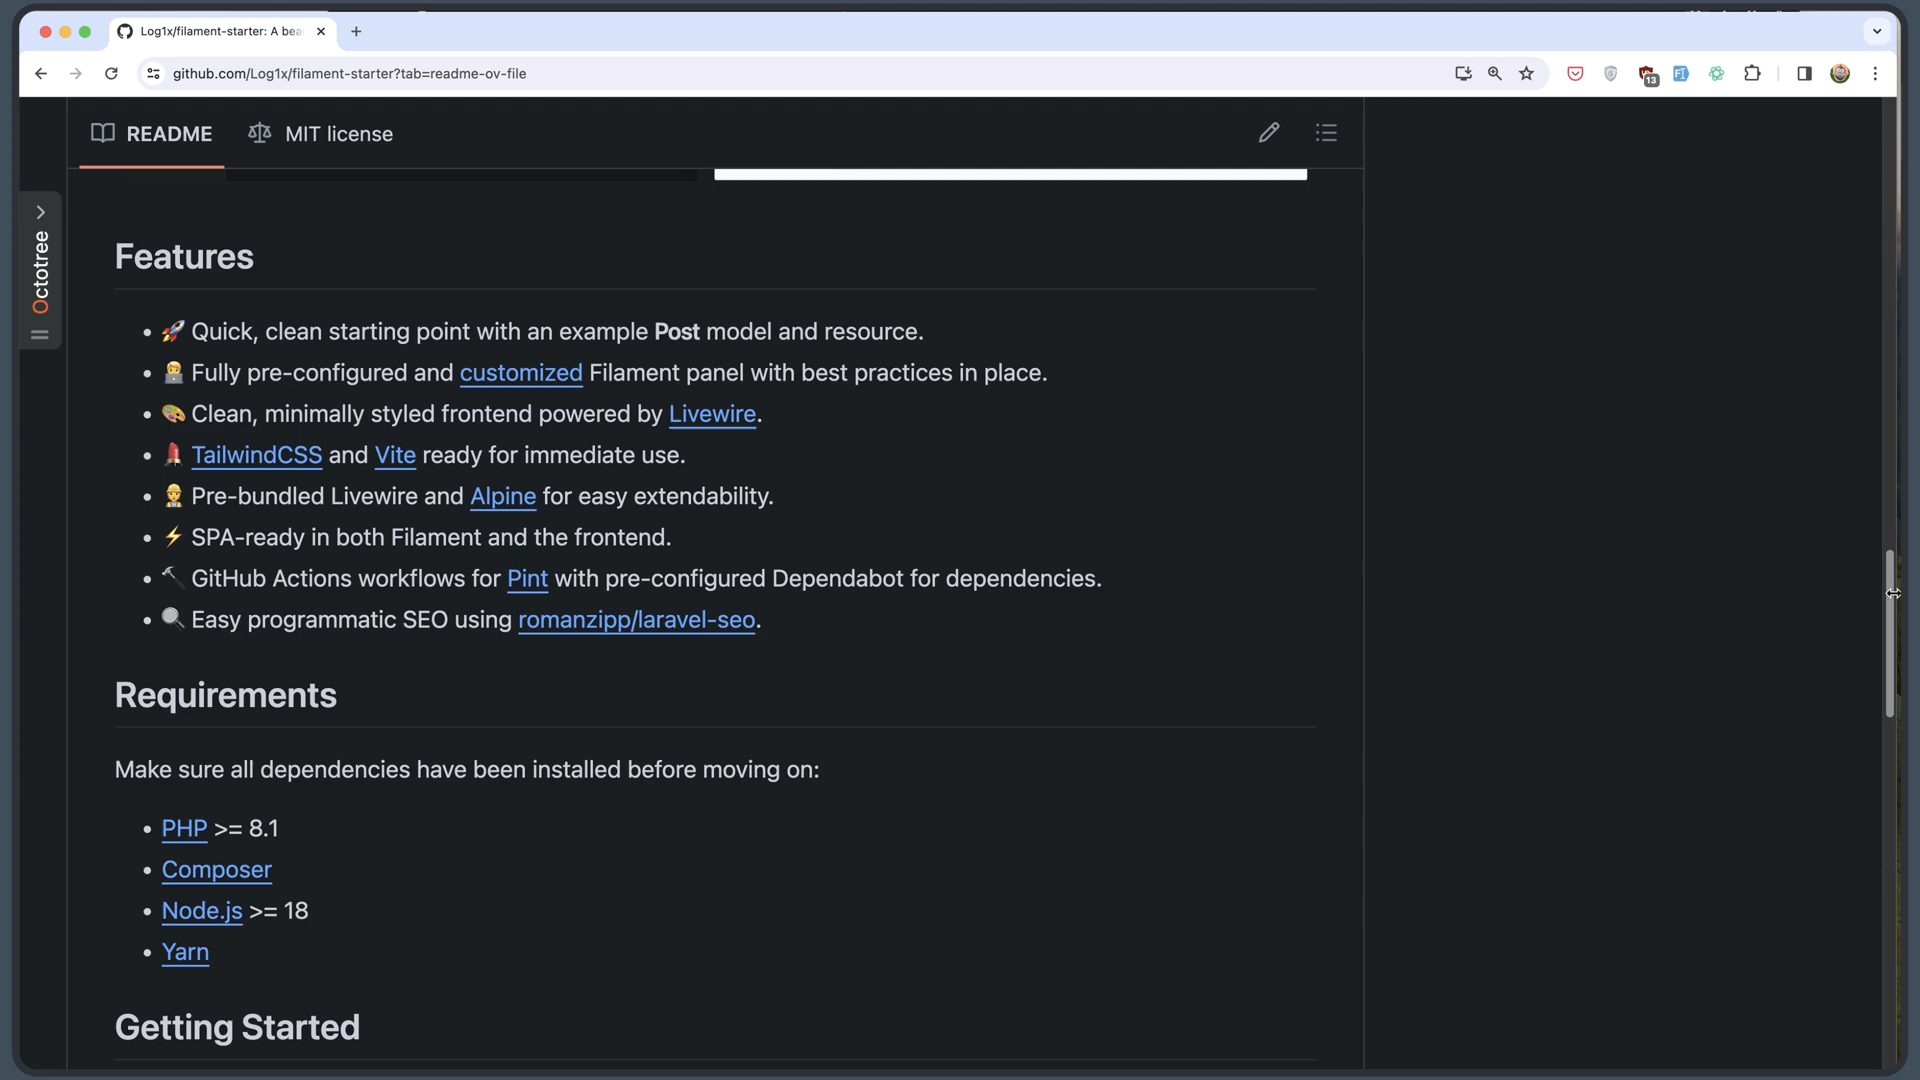 Log1x/filament-starter: A bea
github.com/Log1x/filament-starter?tab=readme-ov-file
13
README
MIT license
Octotree
Features
🚀 Quick, clean starting point with an example Post model and resource.
🧑‍💻 Fully pre-configured and customized Filament panel with best practices in place.
🎨 Clean, minimally styled frontend powered by Livewire.
💄 TailwindCSS and Vite ready for immediate use.
👷 Pre-bundled Livewire and Alpine for easy extendability.
⚡ SPA-ready in both Filament and the frontend.
🔨 GitHub Actions workflows for Pint with pre-configured Dependabot for dependencies.
🔍 Easy programmatic SEO using romanzipp/laravel-seo.
Requirements
Make sure all dependencies have been installed before moving on:
PHP >= 8.1
Composer
Node.js >= 18
Yarn
Getting Started